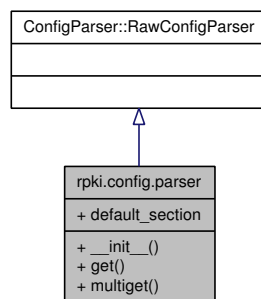 ConfigParser::RawConfigParser
rpki.config.parser
+ default_section
+ __init__()
+ get()
+ multiget()